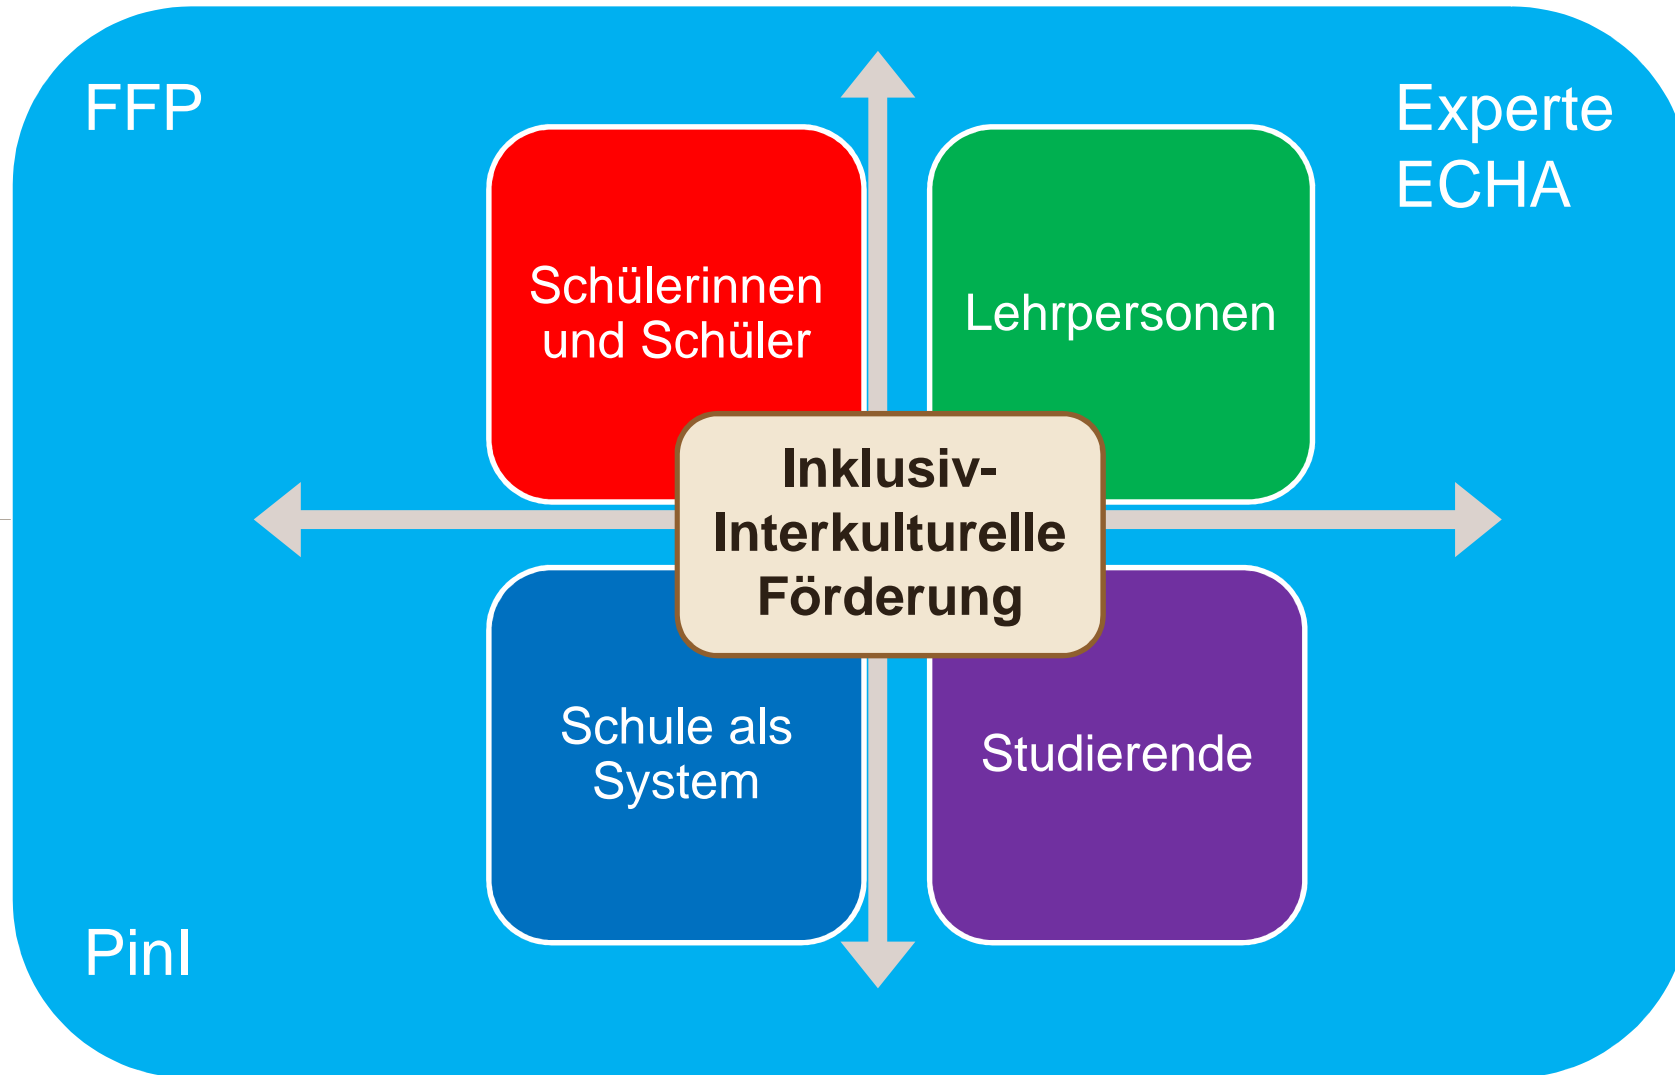 FFP
Experte
ECHA
Schülerinnen
und Schüler
Lehrpersonen
Inklusiv-
Interkulturelle
Förderung
Schule als
System
Studierende
PinI